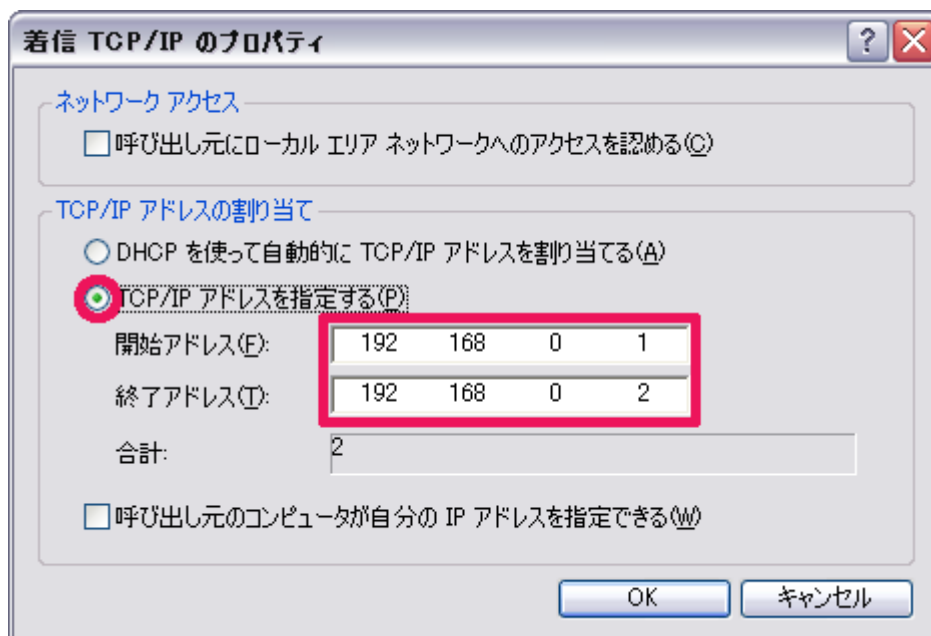 着信 TCP/IP のプロパティ
ネットワーク アクセス
呼び出し元にローカル エリア ネットワークへのアクセスを認める(C)
TCP/IP アドレスの割り当て
DHCP を使って自動的に TCP/IP アドレスを割り当てる(A)
TCP/IP アドレスを指定する(P)
開始アドレス(F): 192 168 0 1
終了アドレス(T): 192 168 0 2
合計: 2
呼び出し元のコンピュータが自分の IP アドレスを指定できる(W)
OK キャンセル